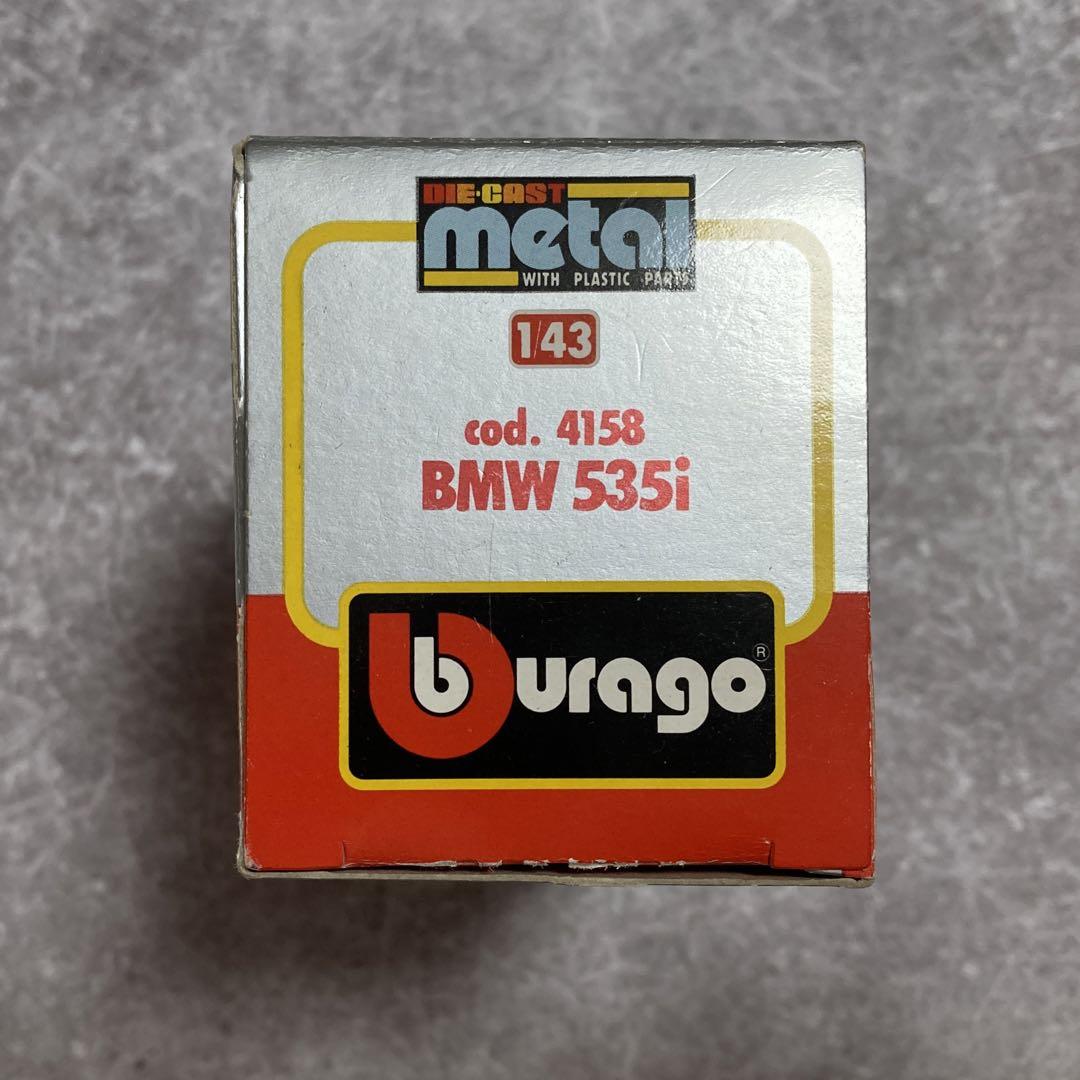 DIE·CAST
metal
WITH PLASTIC PARTS
1/43
cod. 4158
BMW 535i
burago ®